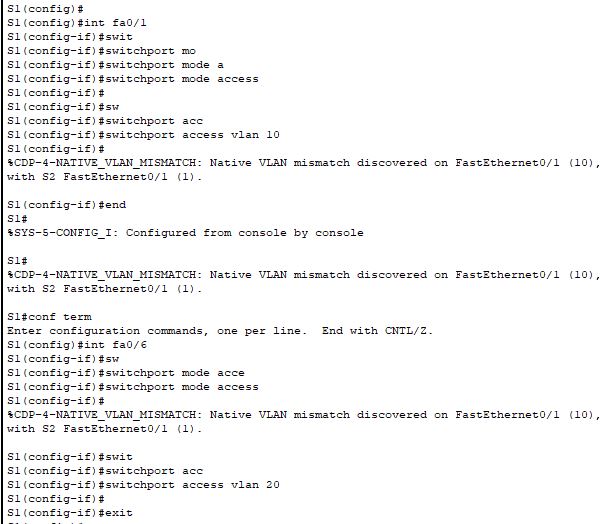 S1(config)#
S1(config)#int fa0/1
S1(config-if)#swit
S1(config-if)#switchport mo
S1(config-if)#switchport mode a
S1(config-if)#switchport mode access
S1(config-if)#
S1(config-if)#sw
S1(config-if)#switchport acc
S1(config-if)#switchport access vlan 10
S1(config-if)#
%CDP-4-NATIVE_VLAN_MISMATCH: Native VLAN mismatch discovered on FastEthernet0/1 (10),
with S2 FastEthernet0/1 (1).
S1(config-if)#end
S1#
%SYS-5-CONFIG_I: Configured from console by console
S1#
%CDP-4-NATIVE_VLAN_MISMATCH: Native VLAN mismatch discovered on FastEthernet0/1 (10),
with S2 FastEthernet0/1 (1).
S1#conf term
Enter configuration commands, one per line.  End with CNTL/Z.
S1(config)#int fa0/6
S1(config-if)#sw
S1(config-if)#switchport mode acce
S1(config-if)#switchport mode access
S1(config-if)#
%CDP-4-NATIVE_VLAN_MISMATCH: Native VLAN mismatch discovered on FastEthernet0/1 (10),
with S2 FastEthernet0/1 (1).
S1(config-if)#swit
S1(config-if)#switchport acc
S1(config-if)#switchport access vlan 20
S1(config-if)#
S1(config-if)#exit